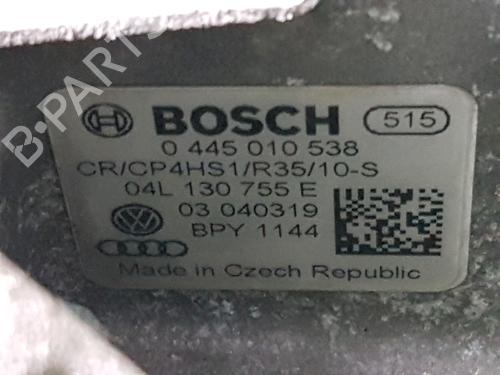 B-PARTS
BOSCH 515
0 445 010 538
CR/CP4HS1/R35/10-S
04L 130 755 E
03 040319
BPY 1144
Made in Czech Republic